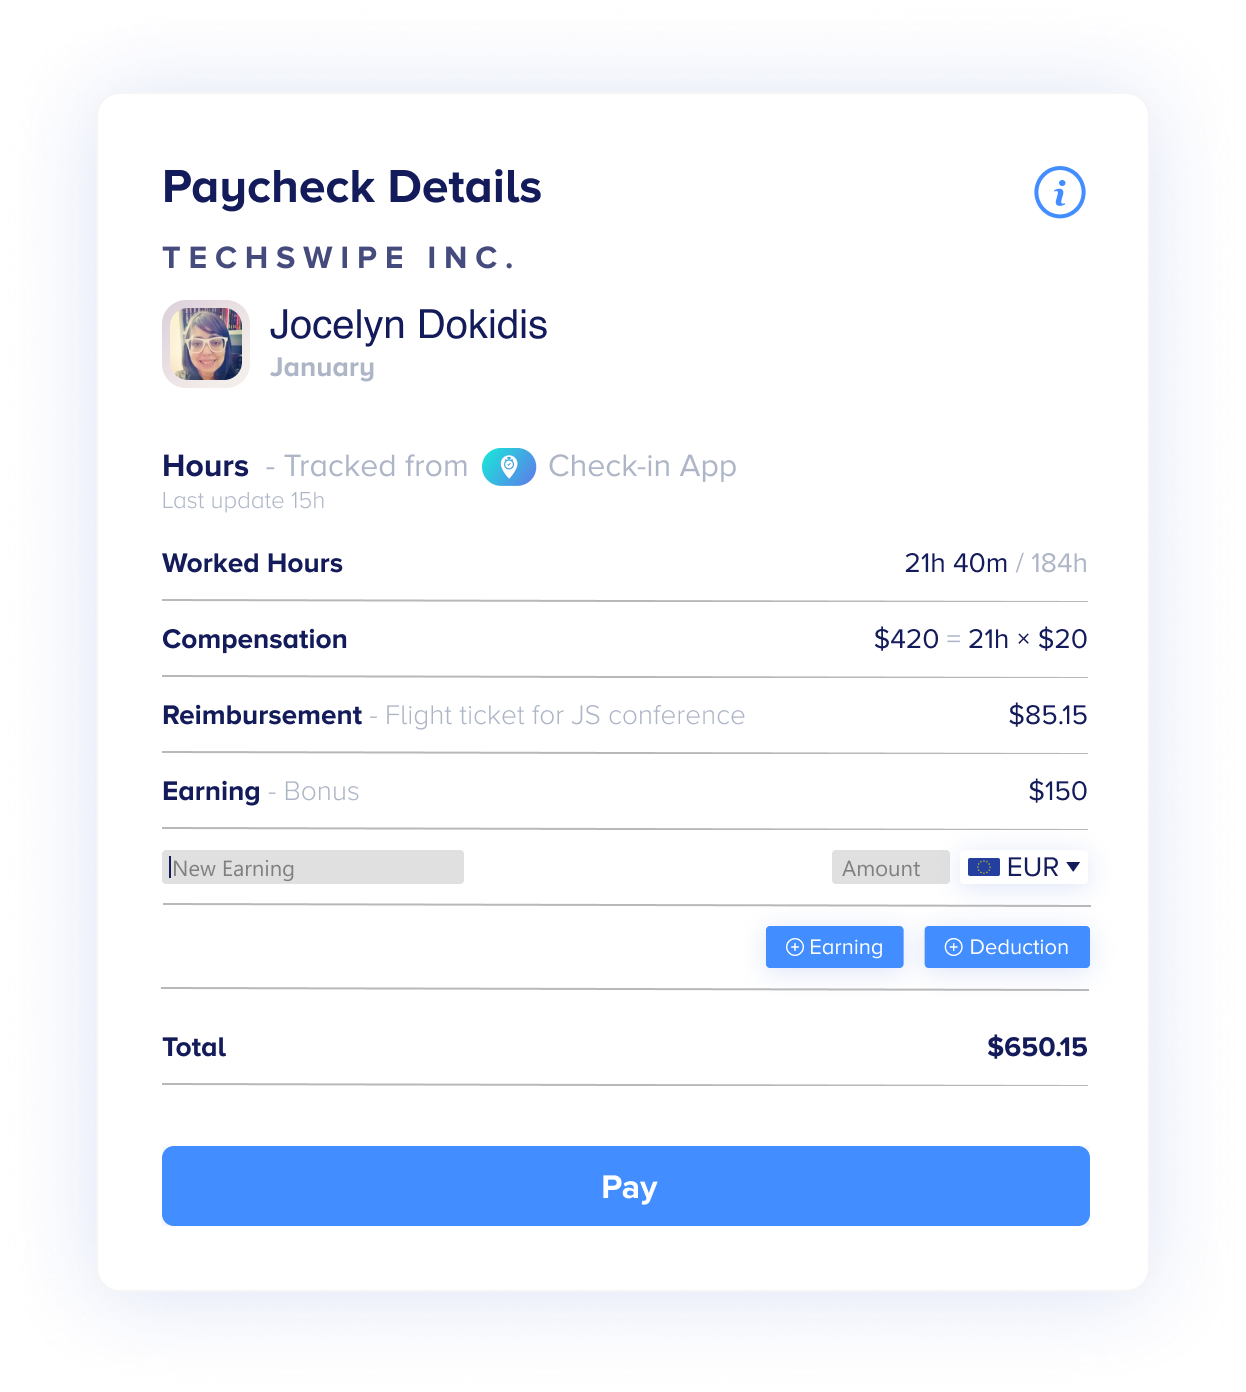 Paycheck Details
i
TECHSWIPE INC.
Jocelyn Dokidis
January
Hours - Tracked from Check-in App
Last update 15h
Worked Hours 21h 40m / 184h
Compensation $420 = 21h × $20
Reimbursement - Flight ticket for JS conference $85.15
Earning - Bonus $150
New Earning Amount EUR
Earning Deduction
Total $650.15
Pay